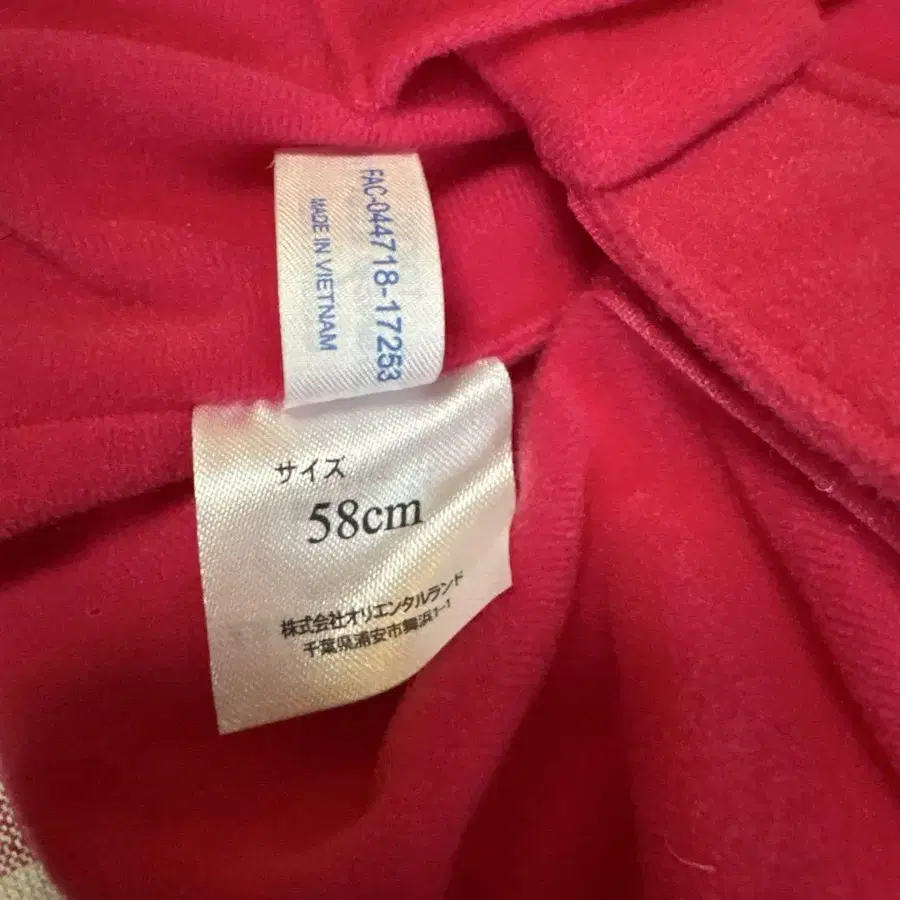 FAC-044718-17253
MADE IN VIETNAM
サイズ
58cm
株式会社オリエンタルランド
千葉県浦安市舞浜1-1